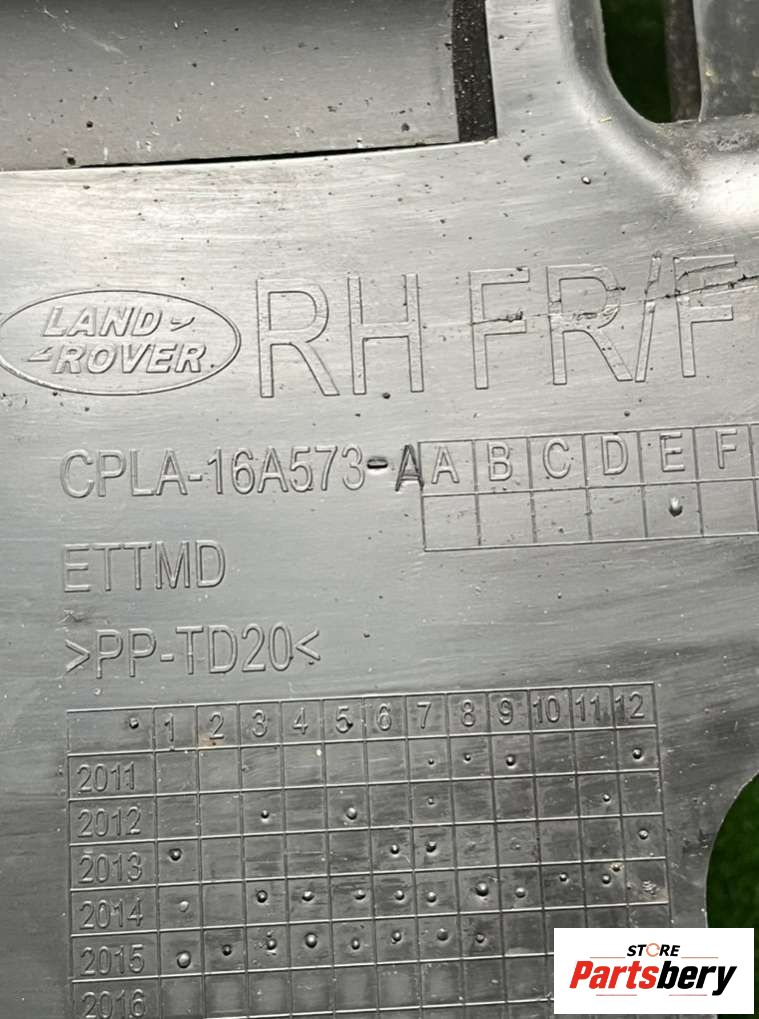 LAND
ROVER
RH FR/F
CPLA-16A573-A
A B C D E F
ETTMD
>PP-TD20<
1 2 3 4 5 6 7 8 9 10 11 12
2011
2012
2013
2014
2015
2016
STORE
Partsbery